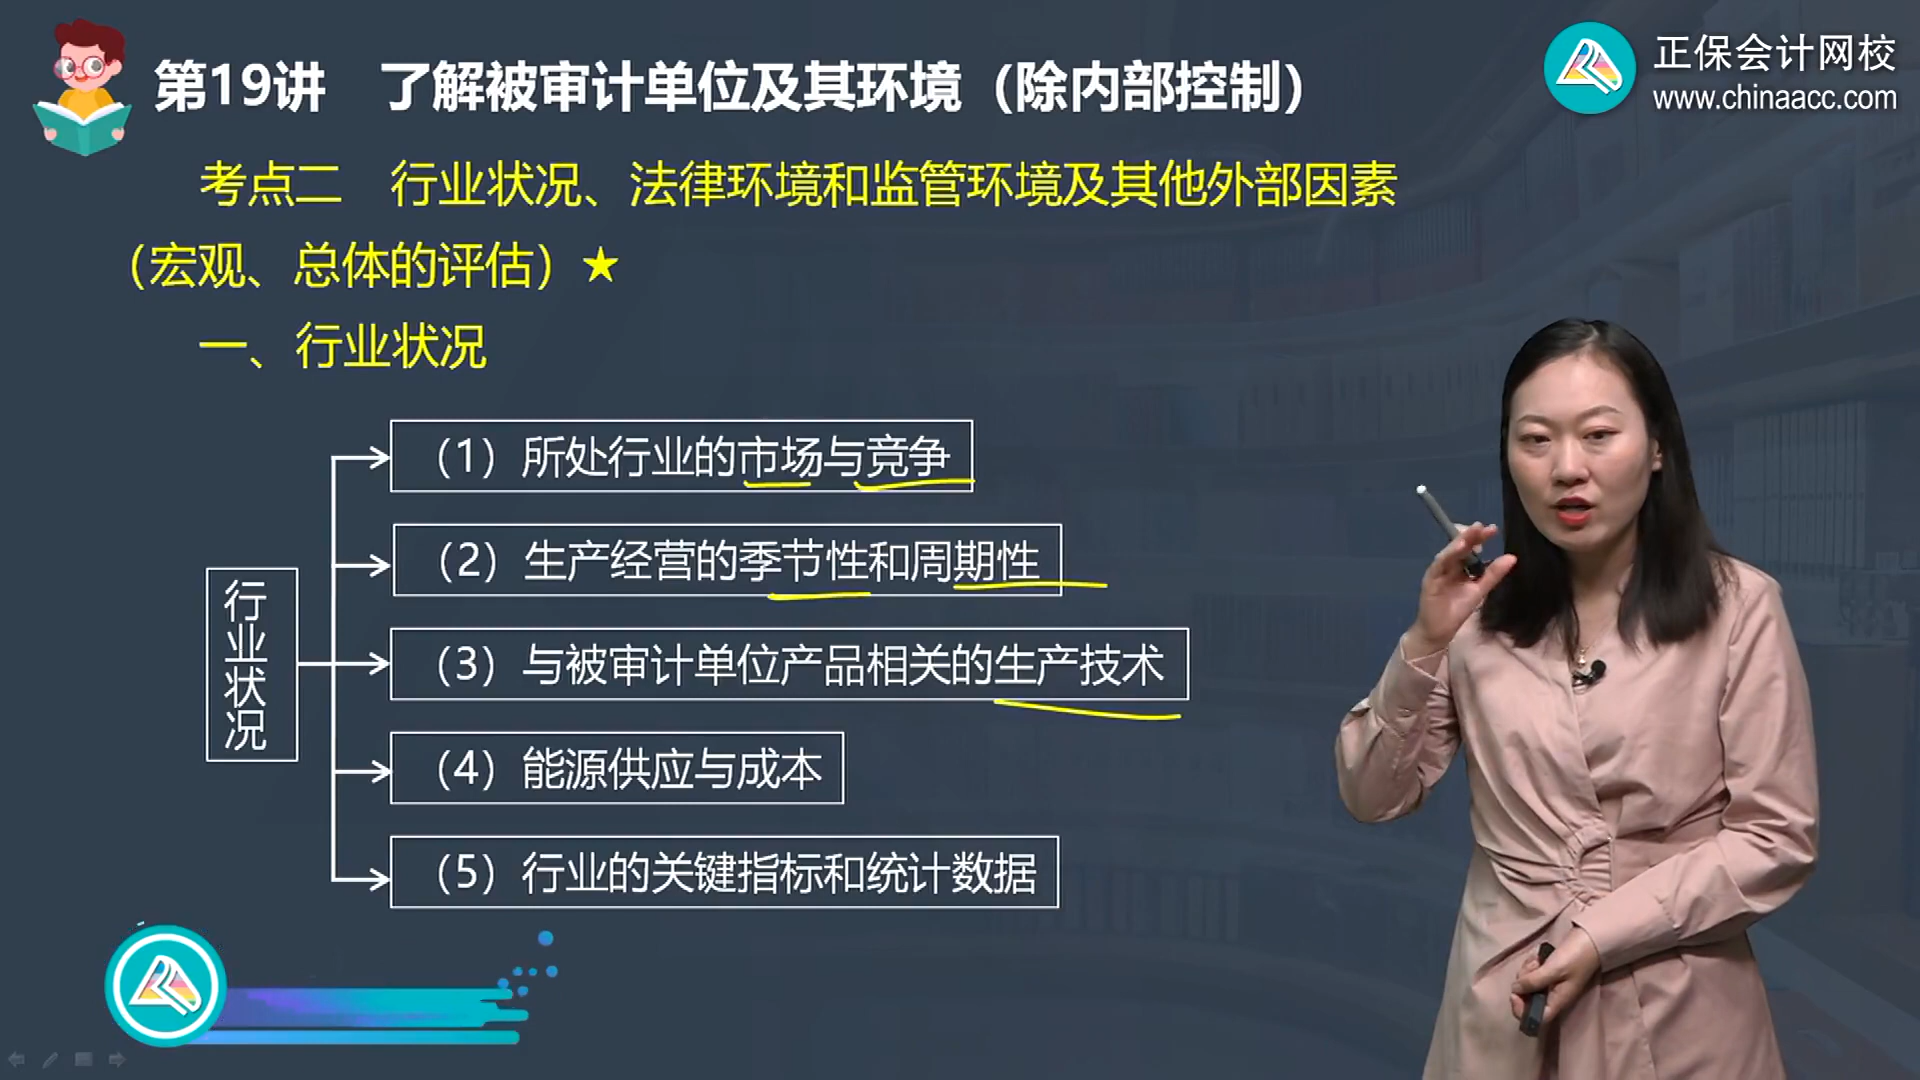 第19讲 了解被审计单位及其环境（除内部控制）
正保会计网校
www.chinaacc.com
考点二 行业状况、法律环境和监管环境及其他外部因素
（宏观、总体的评估）★
一、行业状况
行业状况
（1）所处行业的市场与竞争
（2）生产经营的季节性和周期性
（3）与被审计单位产品相关的生产技术
（4）能源供应与成本
（5）行业的关键指标和统计数据